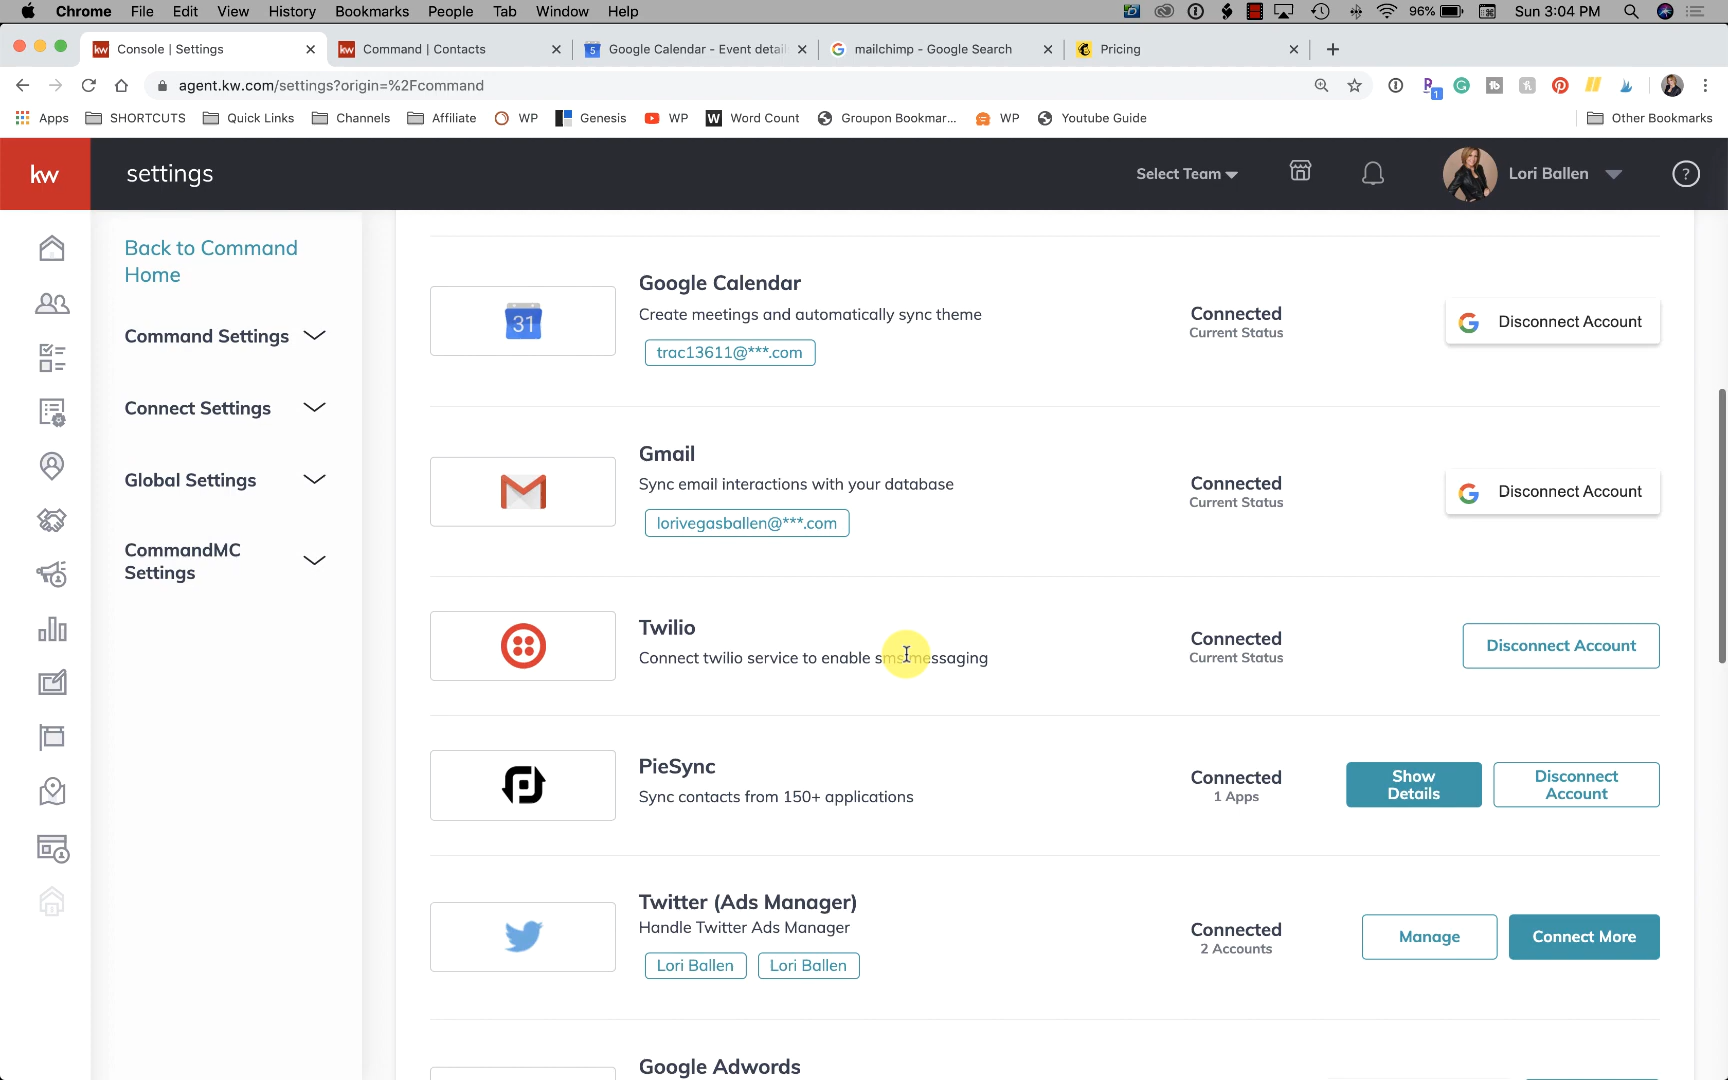 Chrome File Edit View History Bookmarks People Tab Window Help 96% Sun 3:04 PM
Console | Settings
Command | Contacts
5 Google Calendar - Event detai
mailchimp - Google Search
Pricing
agent.kw.com/settings?origin=%2Fcommand
1
Apps SHORTCUTS Quick Links Channels Affiliate WP Genesis WP W Word Count Groupon Bookmar... WP Youtube Guide Other Bookmarks
kw settings Select Team Lori Ballen ?
Back to Command
Home
Command Settings
Connect Settings
Global Settings
CommandMC
Settings
31
Google Calendar
Create meetings and automatically sync theme
trac13611@***.com
Connected
Current Status
Disconnect Account
Gmail
Sync email interactions with your database
lorivegasballen@***.com
Connected
Current Status
Disconnect Account
Twilio
Connect twilio service to enable sms messaging
Connected
Current Status
Disconnect Account
PieSync
Sync contacts from 150+ applications
Connected
1 Apps
Show
Details
Disconnect
Account
Twitter (Ads Manager)
Handle Twitter Ads Manager
Lori Ballen Lori Ballen
Connected
2 Accounts
Manage
Connect More
Google Adwords